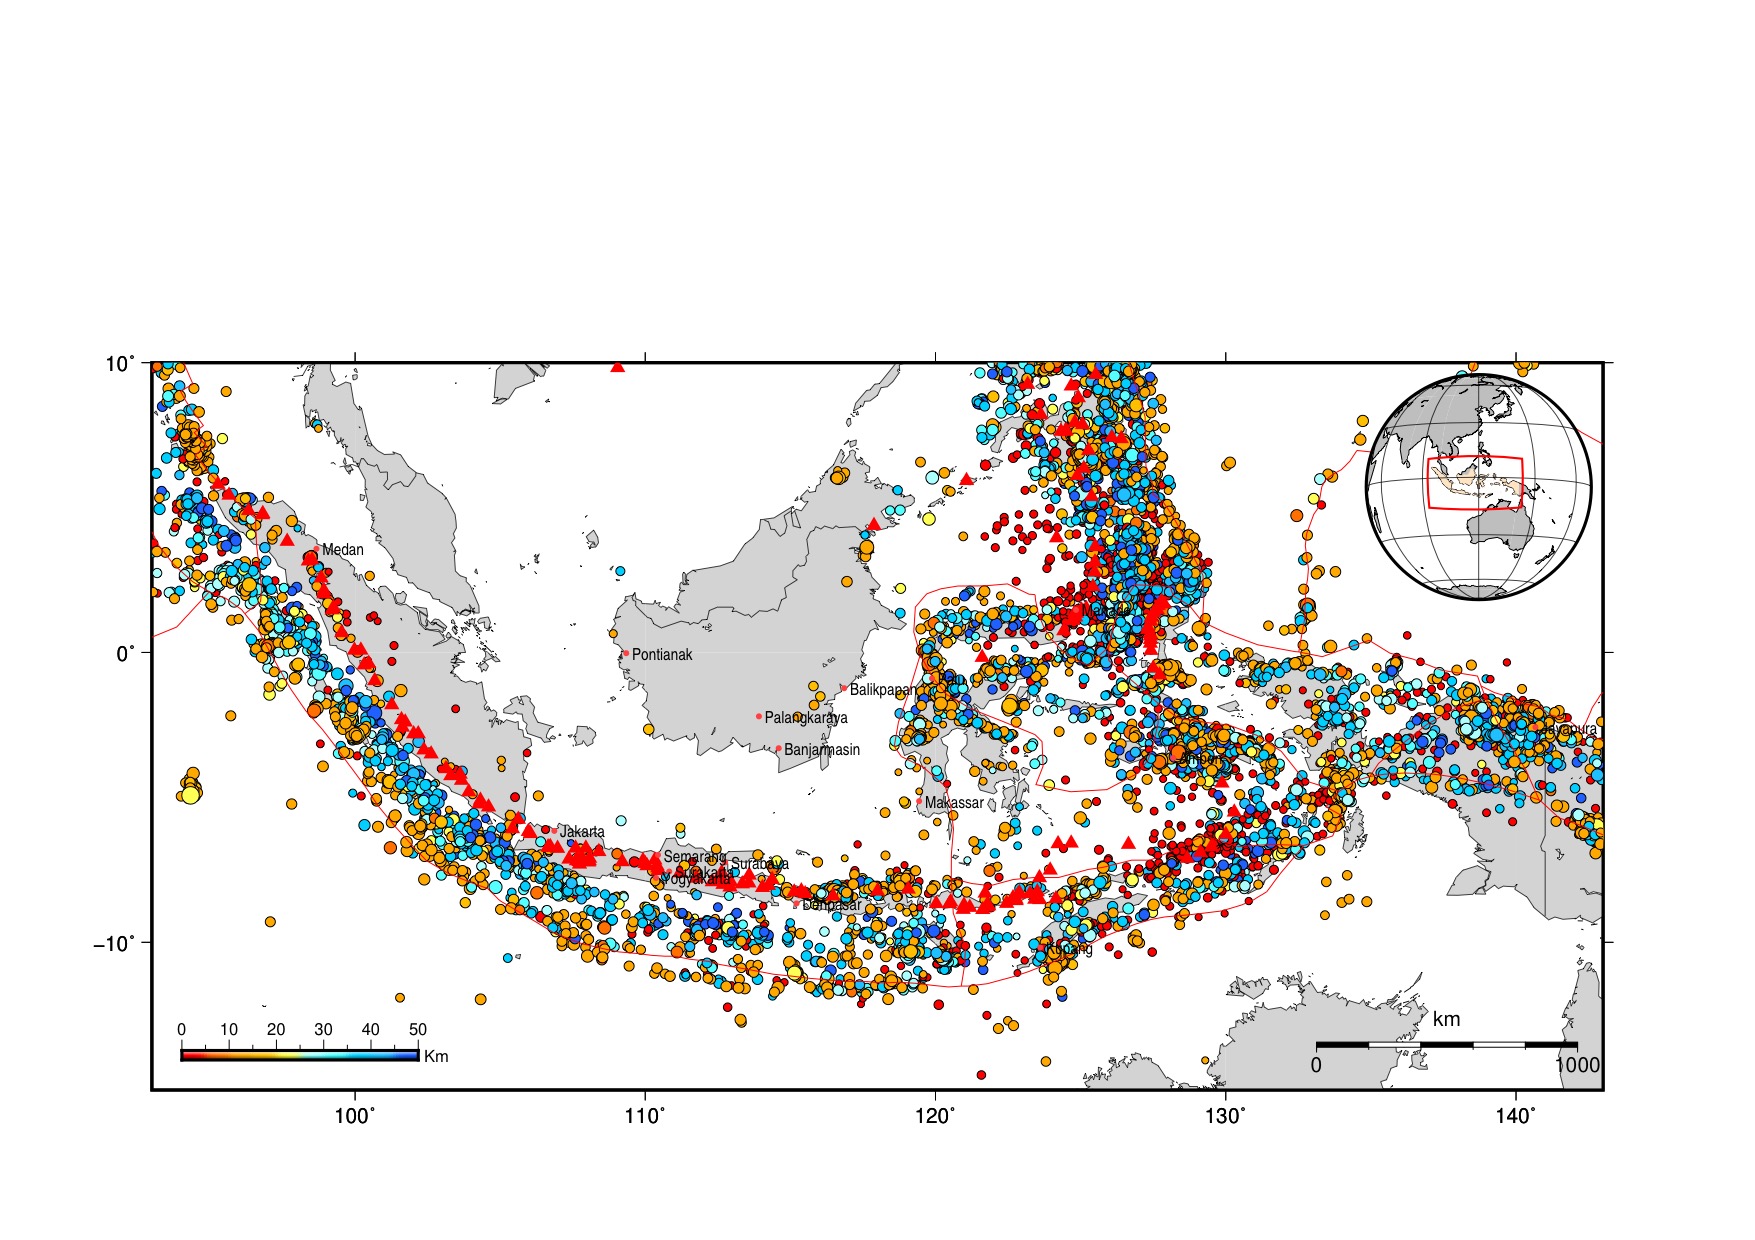 10°
Medan
Manado
0°
Pontianak
Palu
Balikpapan
Palangkaraya
Jayapura
Banjarmasin
Ambon
Makassar
Jakarta
Semarang
Surabaya
Surakarta
Yogyakarta
Denpasar
−10°
Kupang
km
0 10 20 30 40 50
Km
0 1000
100° 110° 120° 130° 140°